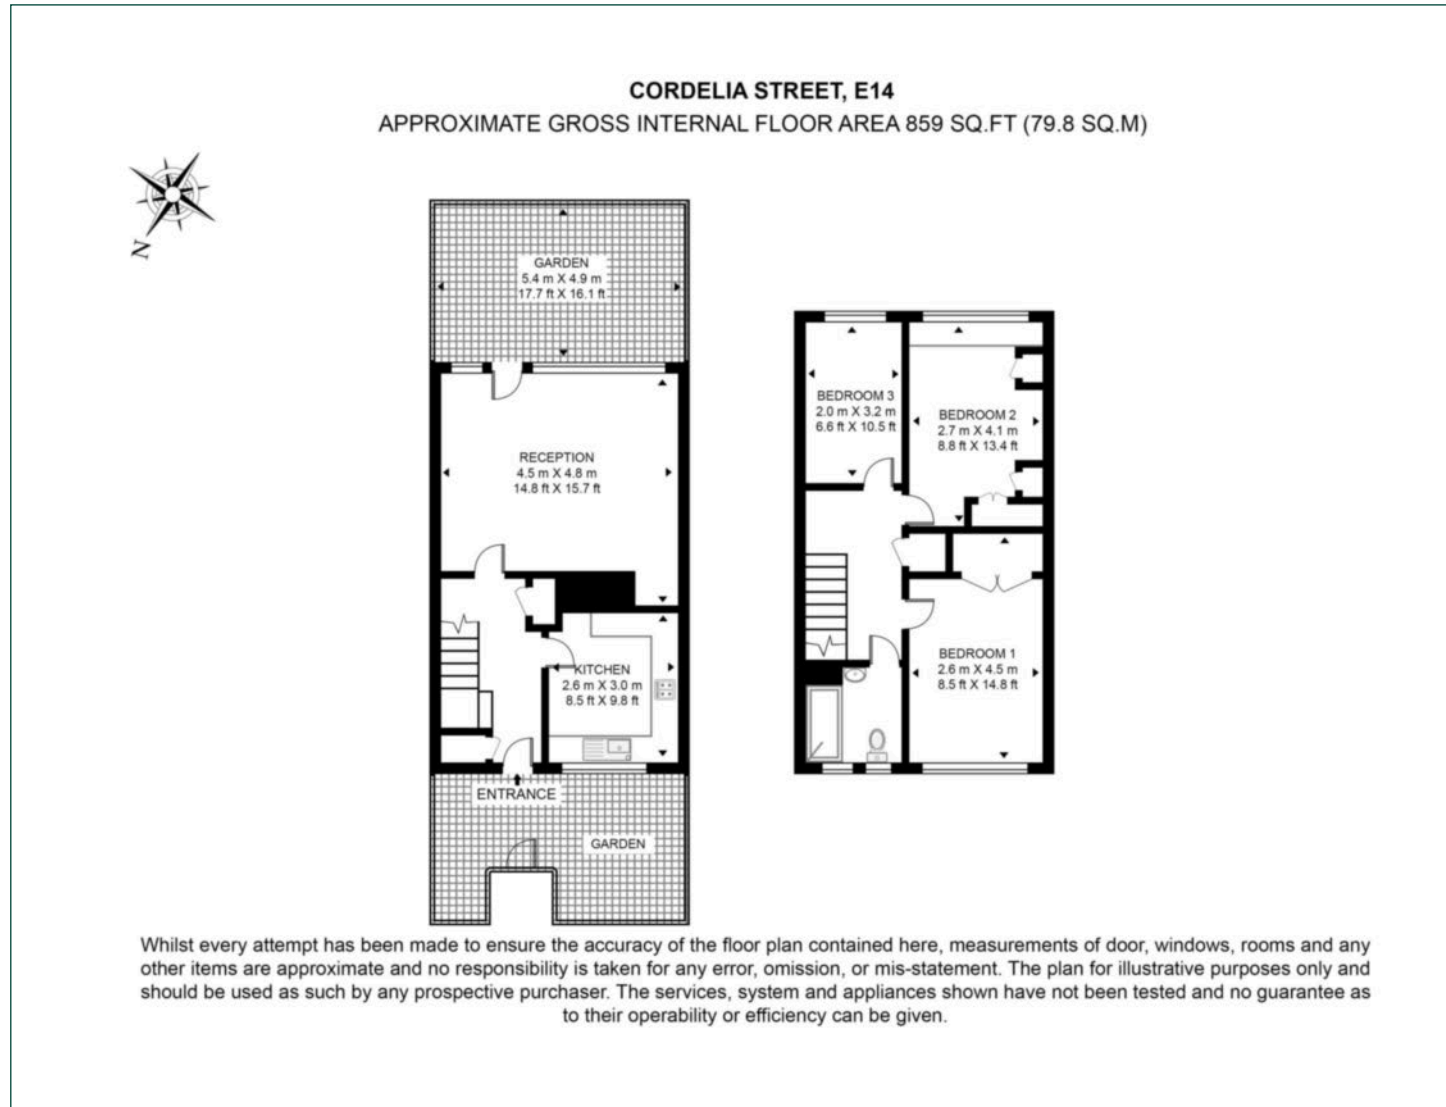 CORDELIA STREET, E14
APPROXIMATE GROSS INTERNAL FLOOR AREA 859 SQ.FT (79.8 SQ.M)
N
GARDEN
5.4 m X 4.9 m
17.7 ft X 16.1 ft
RECEPTION
4.5 m X 4.8 m
14.8 ft X 15.7 ft
KITCHEN
2.6 m X 3.0 m
8.5 ft X 9.8 ft
ENTRANCE
GARDEN
BEDROOM 3
2.0 m X 3.2 m
6.6 ft X 10.5 ft
BEDROOM 2
2.7 m X 4.1 m
8.8 ft X 13.4 ft
BEDROOM 1
2.6 m X 4.5 m
8.5 ft X 14.8 ft
Whilst every attempt has been made to ensure the accuracy of the floor plan contained here, measurements of door, windows, rooms and any
other items are approximate and no responsibility is taken for any error, omission, or mis-statement. The plan for illustrative purposes only and
should be used as such by any prospective purchaser. The services, system and appliances shown have not been tested and no guarantee as
to their operability or efficiency can be given.